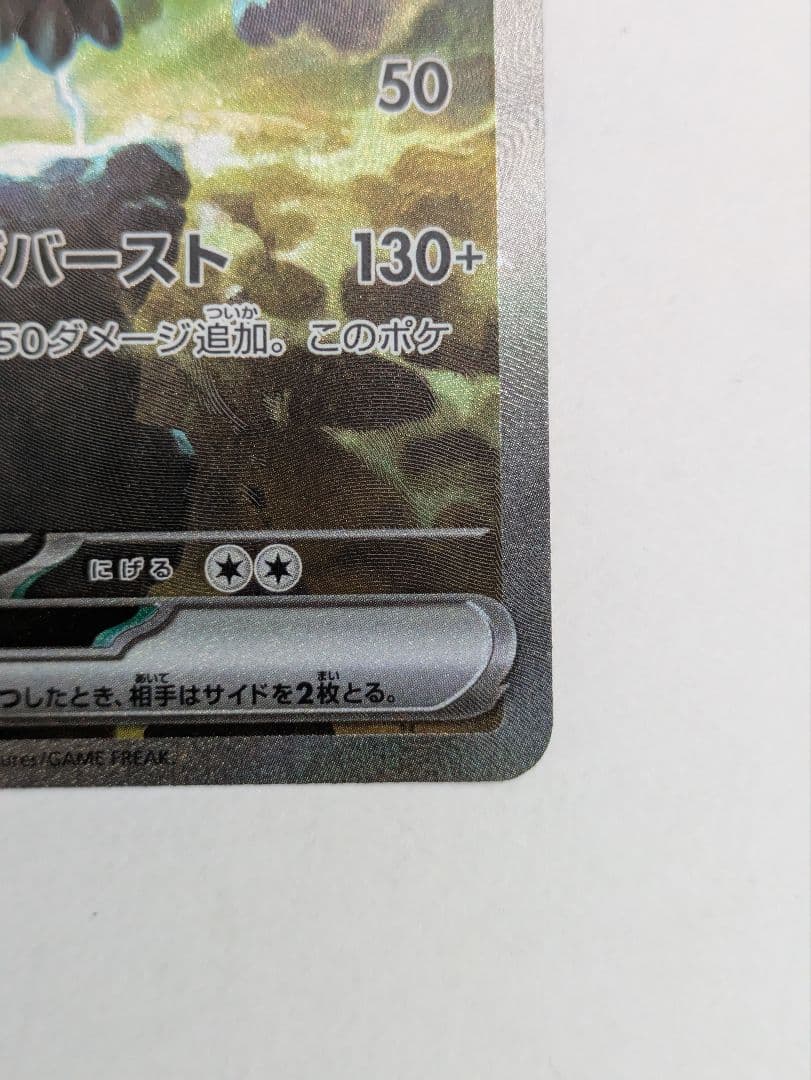 50
バースト 130+
ついか
50ダメージ追加。このポケ
にげる
あいて まい
つしたとき、相手はサイドを2枚とる。
ures/GAME FREAK.